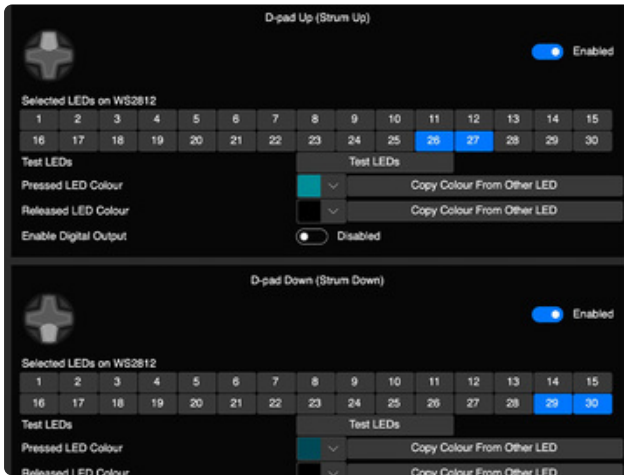 D-pad Up (Strum Up)
Enabled
Selected LEDs on WS2812
1 2 3 4 5 6 7 8 9 10 11 12 13 14 15
16 17 18 19 20 21 22 23 24 25 26 27 28 29 30
Test LEDs Test LEDs
Pressed LED Colour Copy Colour From Other LED
Released LED Colour Copy Colour From Other LED
Enable Digital Output Disabled
D-pad Down (Strum Down)
Enabled
Selected LEDs on WS2812
1 2 3 4 5 6 7 8 9 10 11 12 13 14 15
16 17 18 19 20 21 22 23 24 25 26 27 28 29 30
Test LEDs Test LEDs
Pressed LED Colour Copy Colour From Other LED
Released LED Colour Copy Colour From Other LED